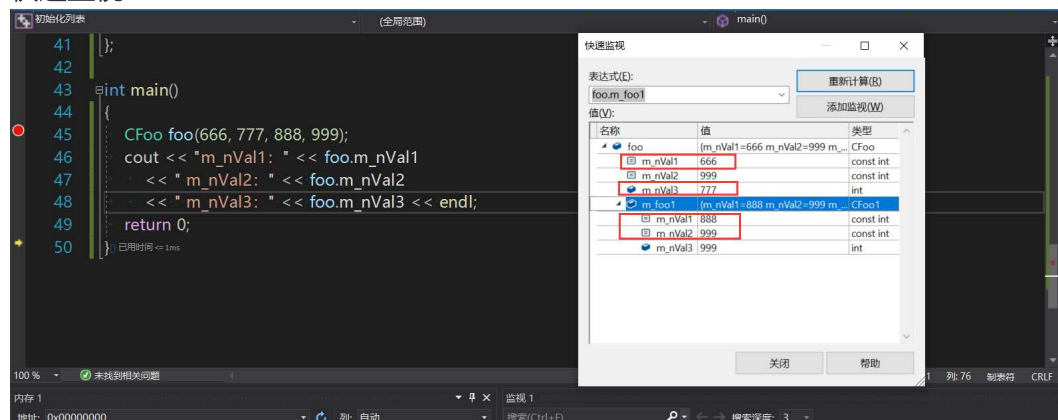 初始化列表
(全局范围)
main()
41 };
42
43 int main()
44 {
45 CFoo foo(666, 777, 888, 999);
46 cout << "m_nVal1: " << foo.m_nVal1
47 << " m_nVal2: " << foo.m_nVal2
48 << " m_nVal3: " << foo.m_nVal3 << endl;
49 return 0;
50 } 已用时间 <= 1ms
快速监视
表达式(E):
重新计算(R)
foo.m_foo1
添加监视(W)
值(V):
名称 值 类型
foo {m_nVal1=666 m_nVal2=999 m_... CFoo
m_nVal1 666 const int
m_nVal2 999 const int
m_nVal3 777 int
m_foo1 {m_nVal1=888 m_nVal2=999 m_... CFoo1
m_nVal1 888 const int
m_nVal2 999 const int
m_nVal3 999 int
关闭 帮助
100 % 未找到相关问题
列: 76 制表符 CRLF
内存 1
监视 1
地址: 0x00000000 列: 自动
搜索(Ctrl+E) 搜索深度: 3